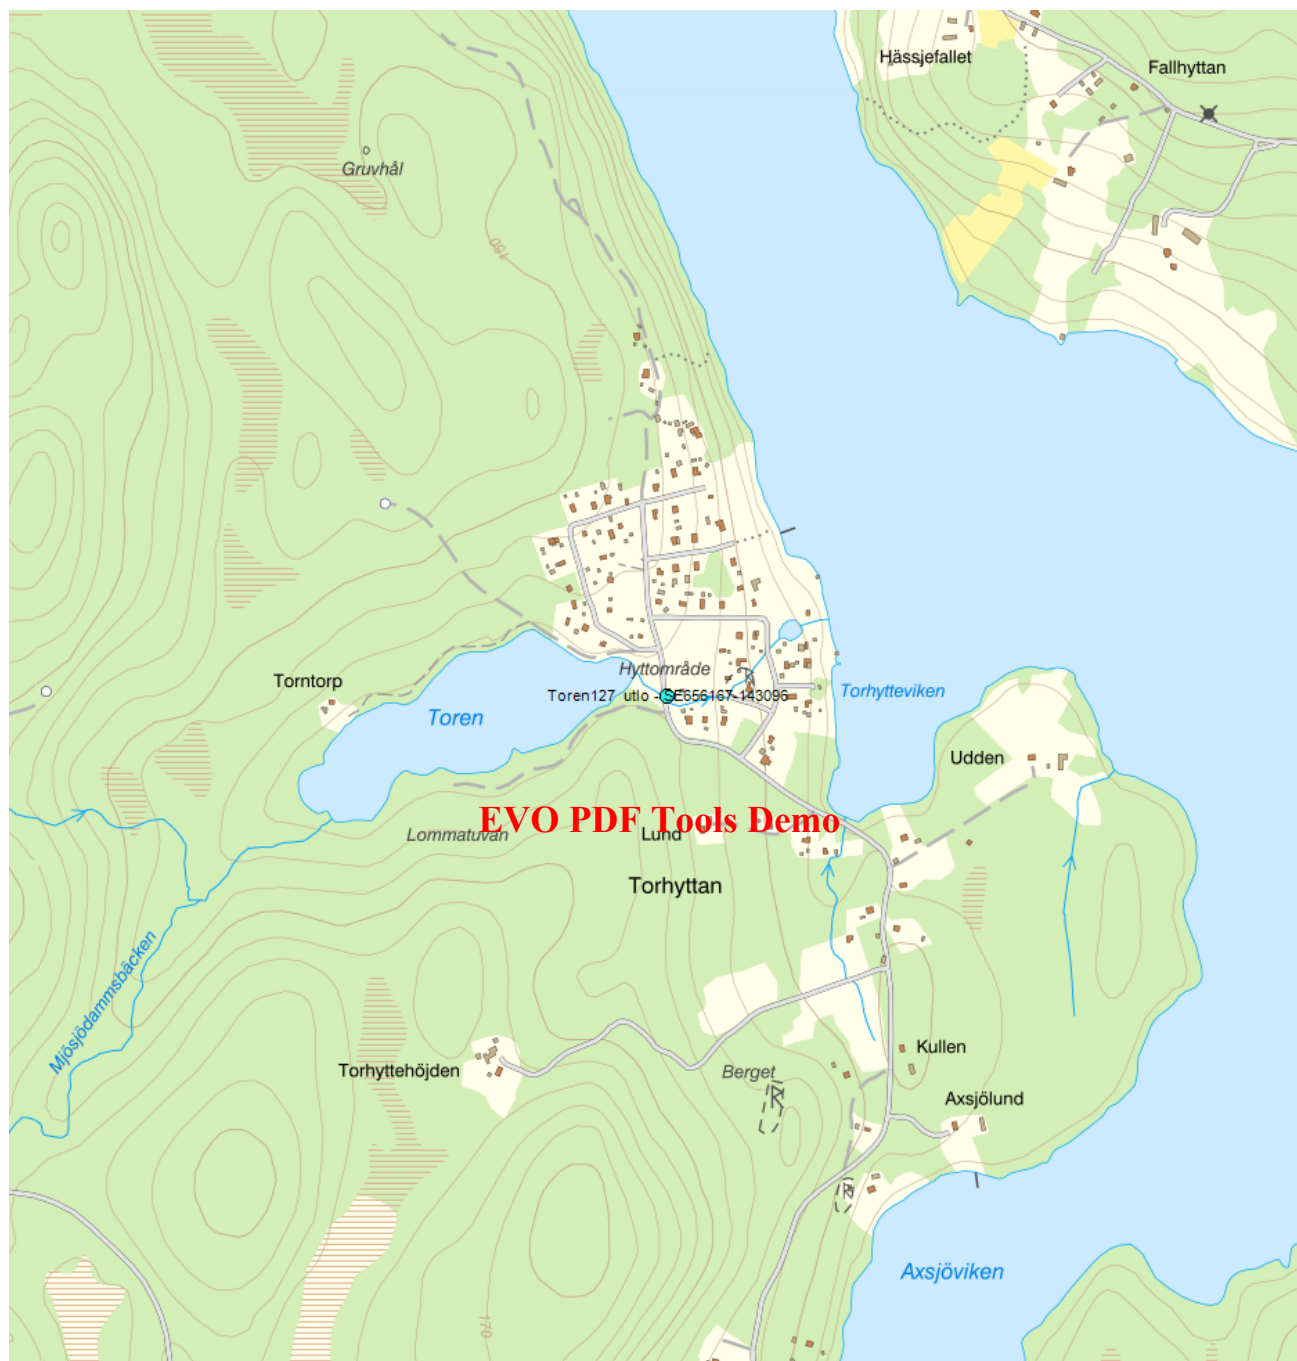 Hässjefallet
Fallhyttan
Gruvhål
150
Hyttområde
Torntorp
Toren127 utlo - SE656167-143096
Torhytteviken
Toren
Udden
EVO PDF Tools Demo
Lommatuvan
Lund
Torhyttan
Mjösjödammsbäcken
Kullen
Torhyttehöjden
Berget
R
Axsjölund
R
Axsjöviken
170